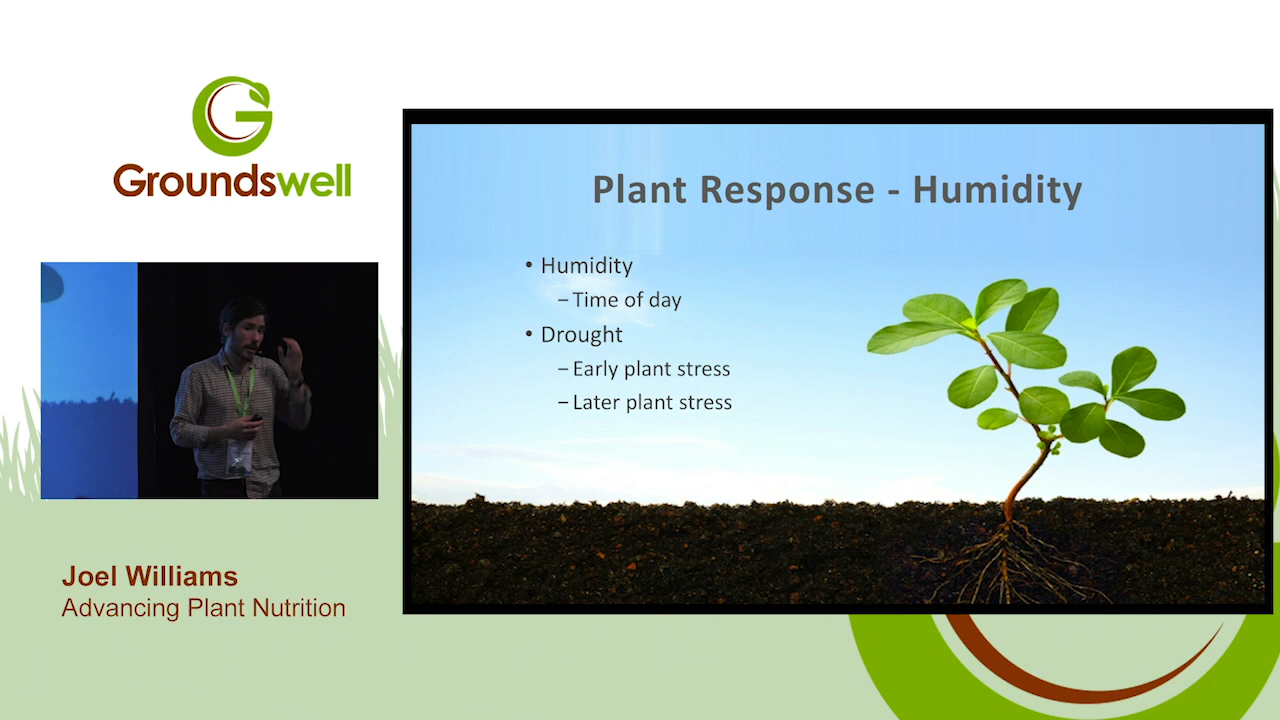 Groundswell
Plant Response - Humidity
• Humidity
– Time of day
• Drought
– Early plant stress
– Later plant stress
Joel Williams
Advancing Plant Nutrition